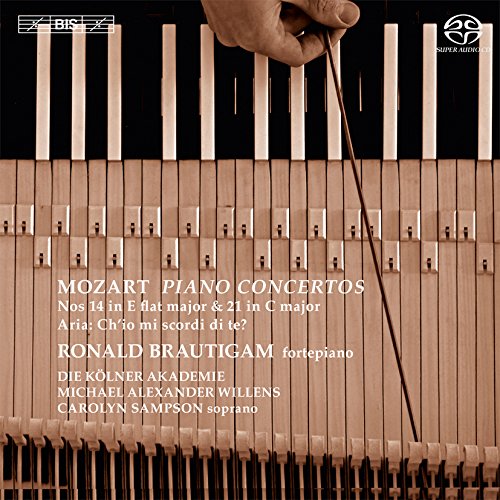 BIS
SUPER AUDIO CD
MOZART PIANO CONCERTOS
Nos 14 in E flat major & 21 in C major
Aria: Ch'io mi scordi di te?
RONALD BRAUTIGAM fortepiano
DIE KÖLNER AKADEMIE
MICHAEL ALEXANDER WILLENS
CAROLYN SAMPSON soprano